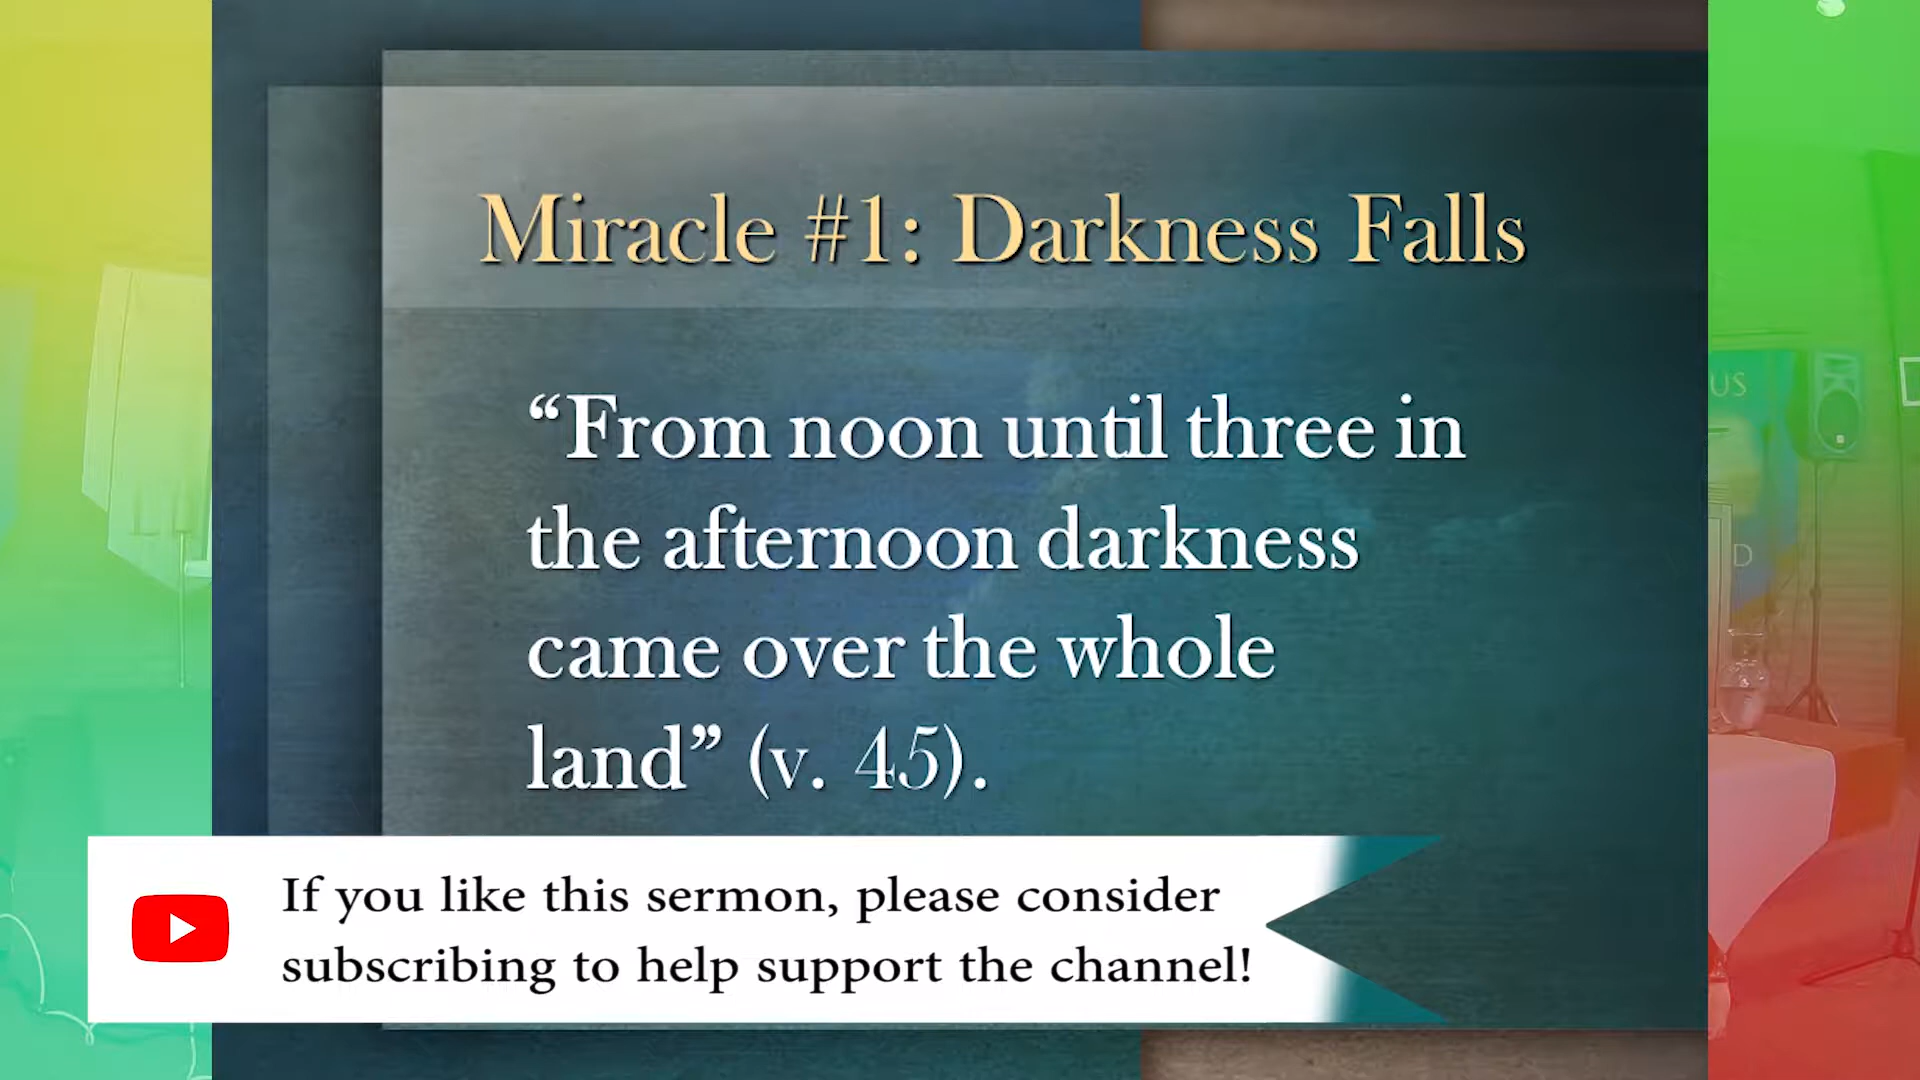 Miracle #1: Darkness Falls
“From noon until three in
the afternoon darkness
came over the whole
land” (v. 45).
US
D
If you like this sermon, please consider
subscribing to help support the channel!